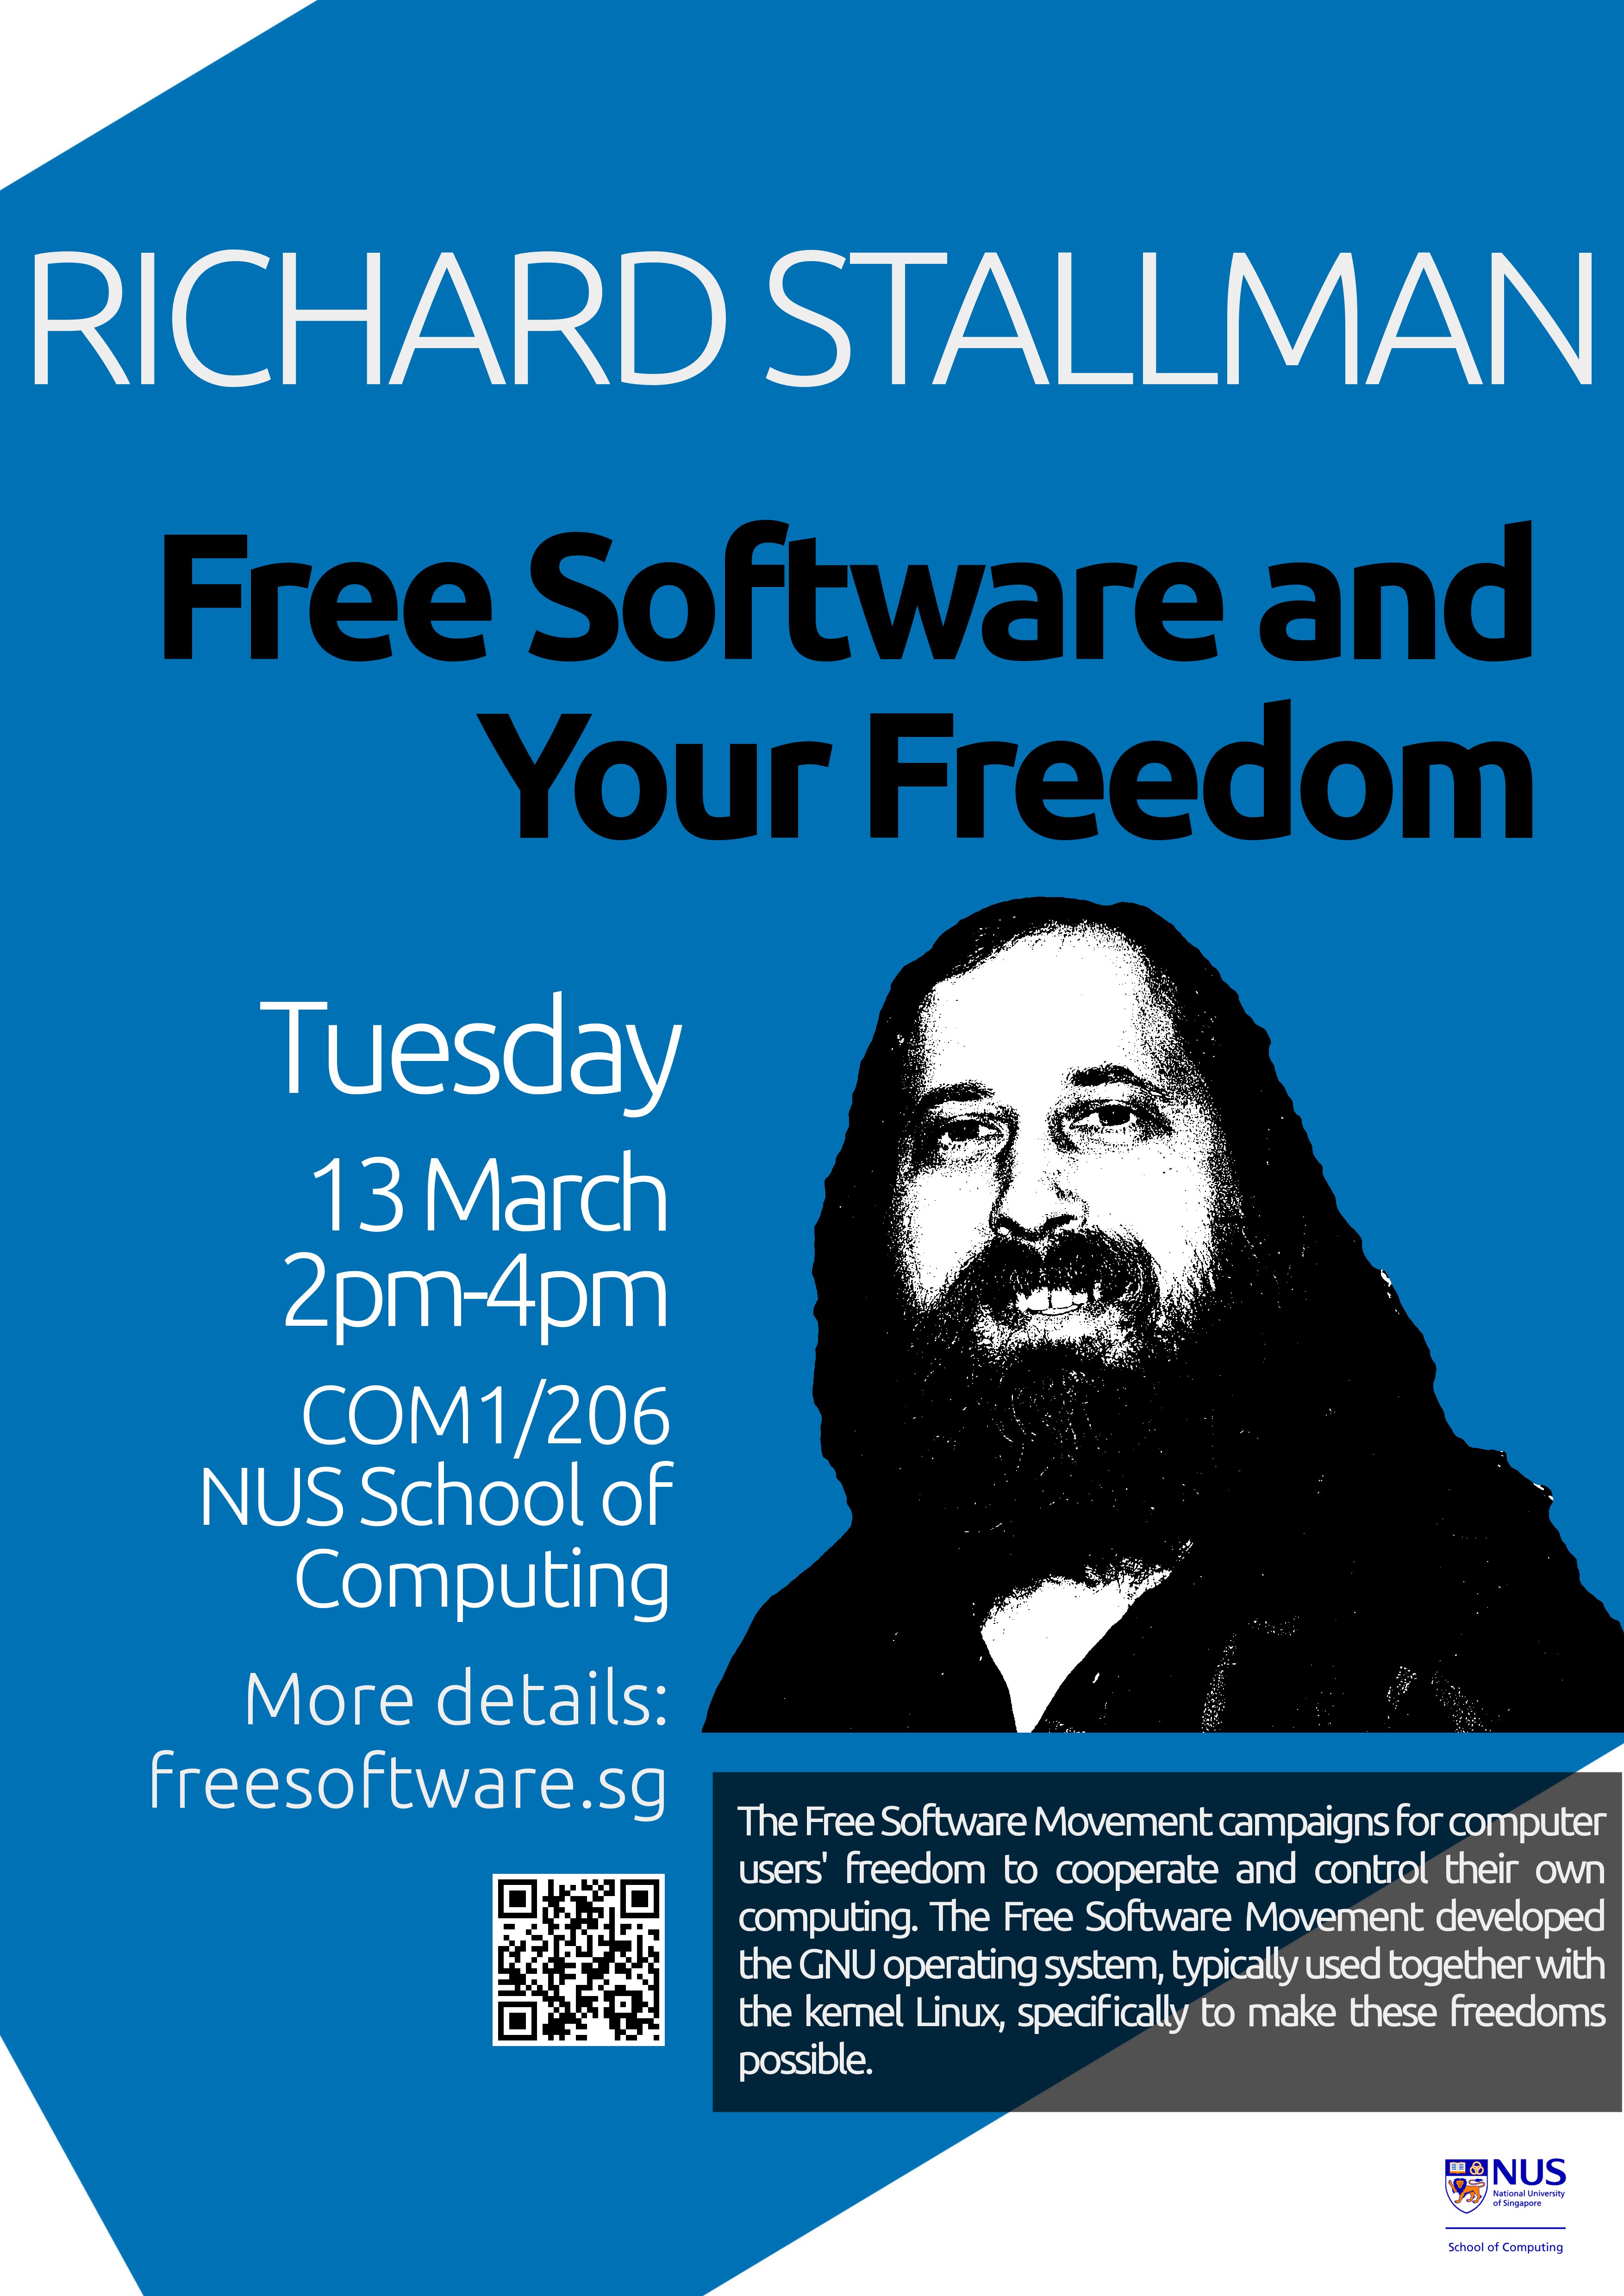 RICHARD STALLMAN
Free Software and
Your Freedom
Tuesday
13 March
2pm-4pm
COM1/206
NUS School of
Computing
More details:
freesoftware.sg
The Free Software Movement campaigns for computer
users' freedom to cooperate and control their own
computing. The Free Software Movement developed
the GNU operating system, typically used together with
the kernel Linux, specifically to make these freedoms
possible.
NUS
National University
of Singapore
School of Computing